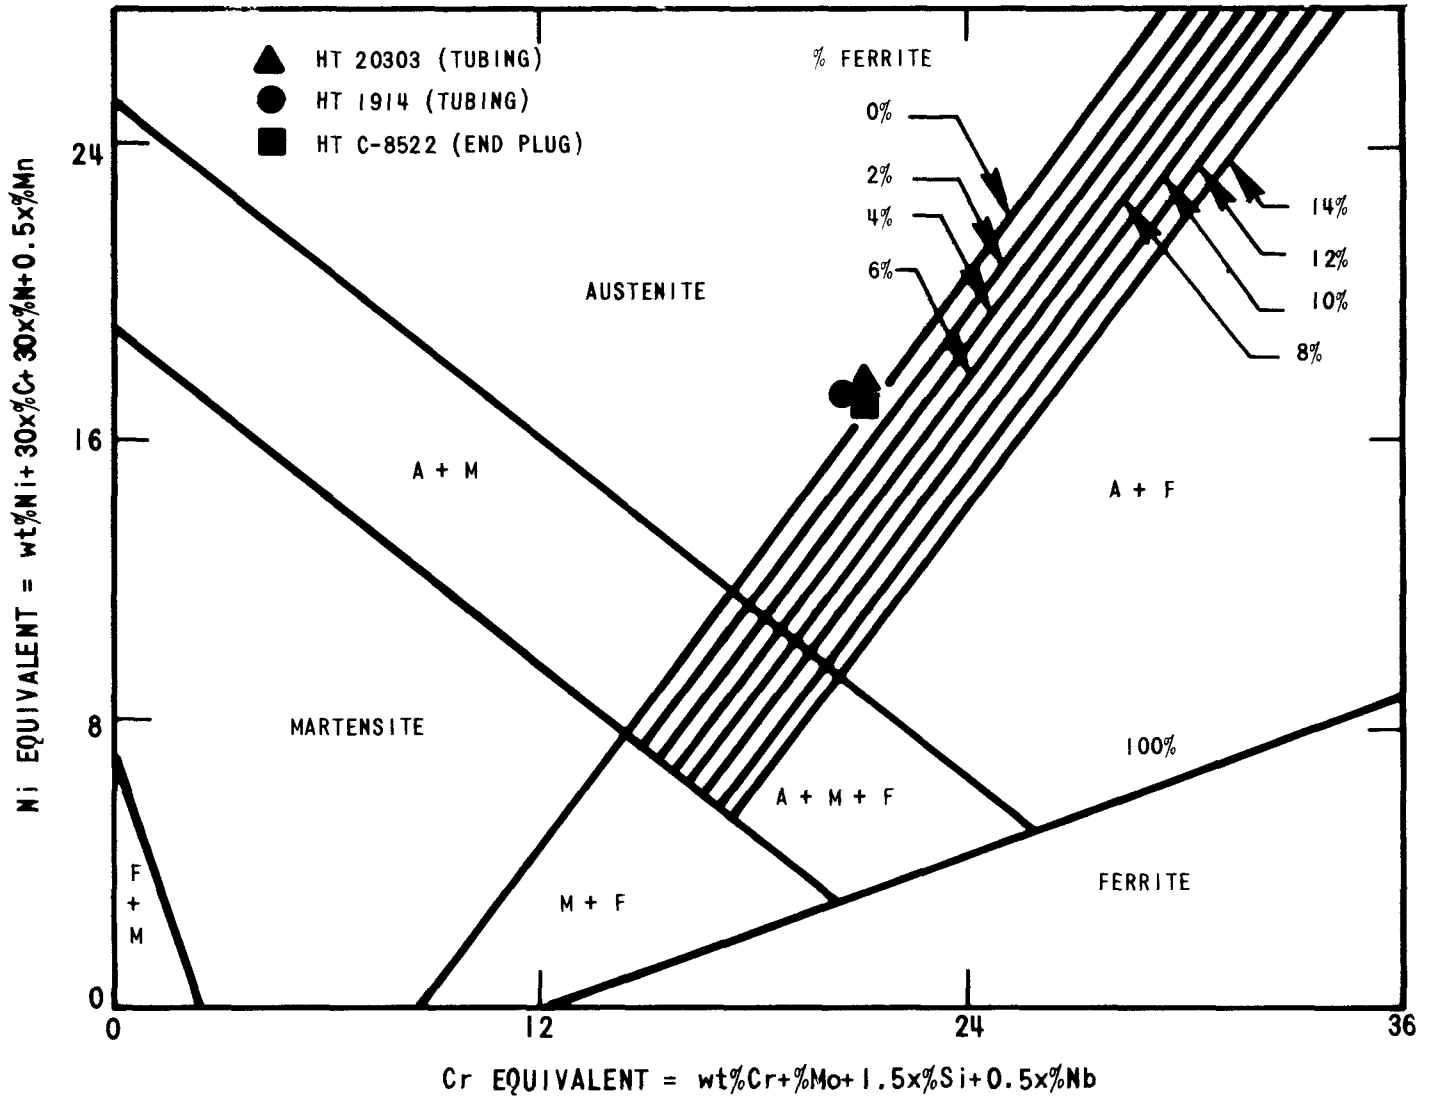 HT 20303 (TUBING)
HT 1914 (TUBING)
HT C-8522 (END PLUG)
% FERRITE
0%
2%
4%
6%
14%
12%
10%
8%
AUSTENITE
A + M
A + F
MARTENSITE
100%
A + M + F
F
+
M
M + F
FERRITE
24
16
8
0
0
12
24
36
Ni EQUIVALENT = wt%Ni+30x%C+30x%N+0.5x%Mn
Cr EQUIVALENT = wt%Cr+%Mo+1.5x%Si+0.5x%Nb